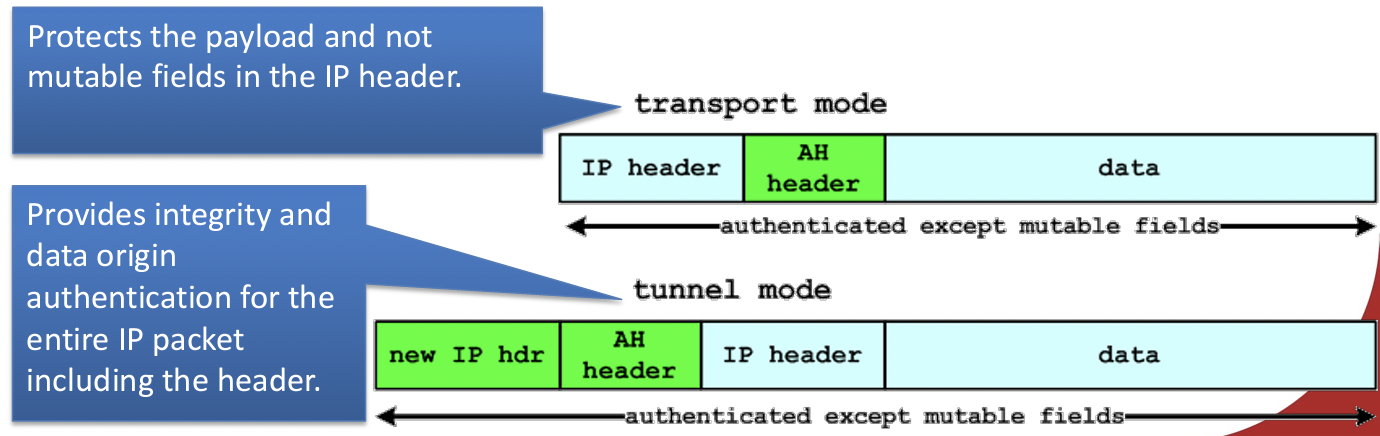 Protects the payload and not
mutable fields in the IP header.
transport mode
IP header
AH
header
data
authenticated except mutable fields
Provides integrity and
data origin
authentication for the
entire IP packet
including the header.
tunnel mode
new IP hdr
AH
header
IP header
data
authenticated except mutable fields